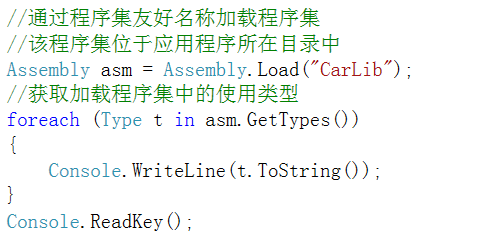 //通过程序集友好名称加载程序集
//该程序集位于应用程序所在目录中
Assembly asm = Assembly.Load("CarLib");
//获取加载程序集中的使用类型
foreach (Type t in asm.GetTypes())
{
    Console.WriteLine(t.ToString());
}
Console.ReadKey();